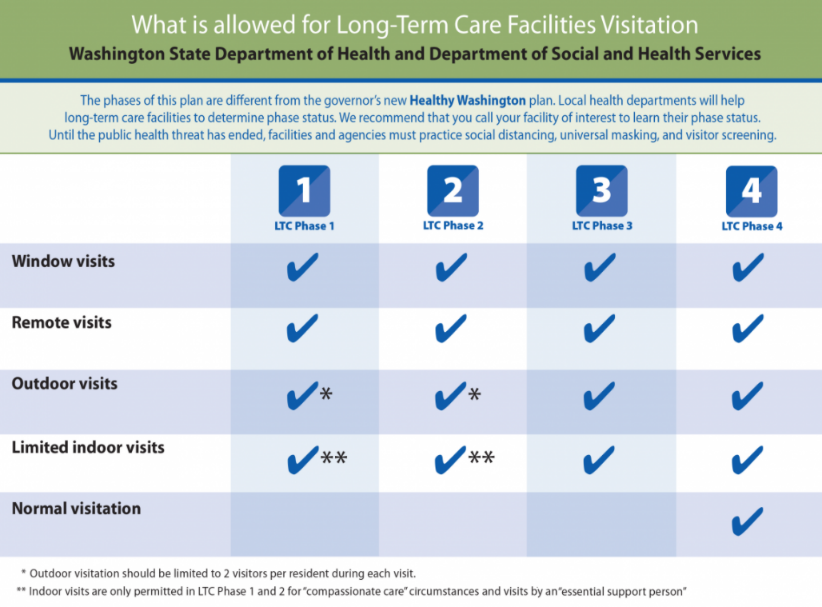 What is allowed for Long-Term Care Facilities Visitation
Washington State Department of Health and Department of Social and Health Services
The phases of this plan are different from the governor's new Healthy Washington plan. Local health departments will help
long-term care facilities to determine phase status. We recommend that you call your facility of interest to learn their phase status.
Until the public health threat has ended, facilities and agencies must practice social distancing, universal masking, and visitor screening.
1 2 3 4
LTC Phase 1 LTC Phase 2 LTC Phase 3 LTC Phase 4
Window visits ✔ ✔ ✔ ✔
Remote visits ✔ ✔ ✔ ✔
Outdoor visits ✔* ✔* ✔ ✔
Limited indoor visits ✔** ✔** ✔ ✔
Normal visitation ✔
* Outdoor visitation should be limited to 2 visitors per resident during each visit.
** Indoor visits are only permitted in LTC Phase 1 and 2 for "compassionate care" circumstances and visits by an "essential support person"